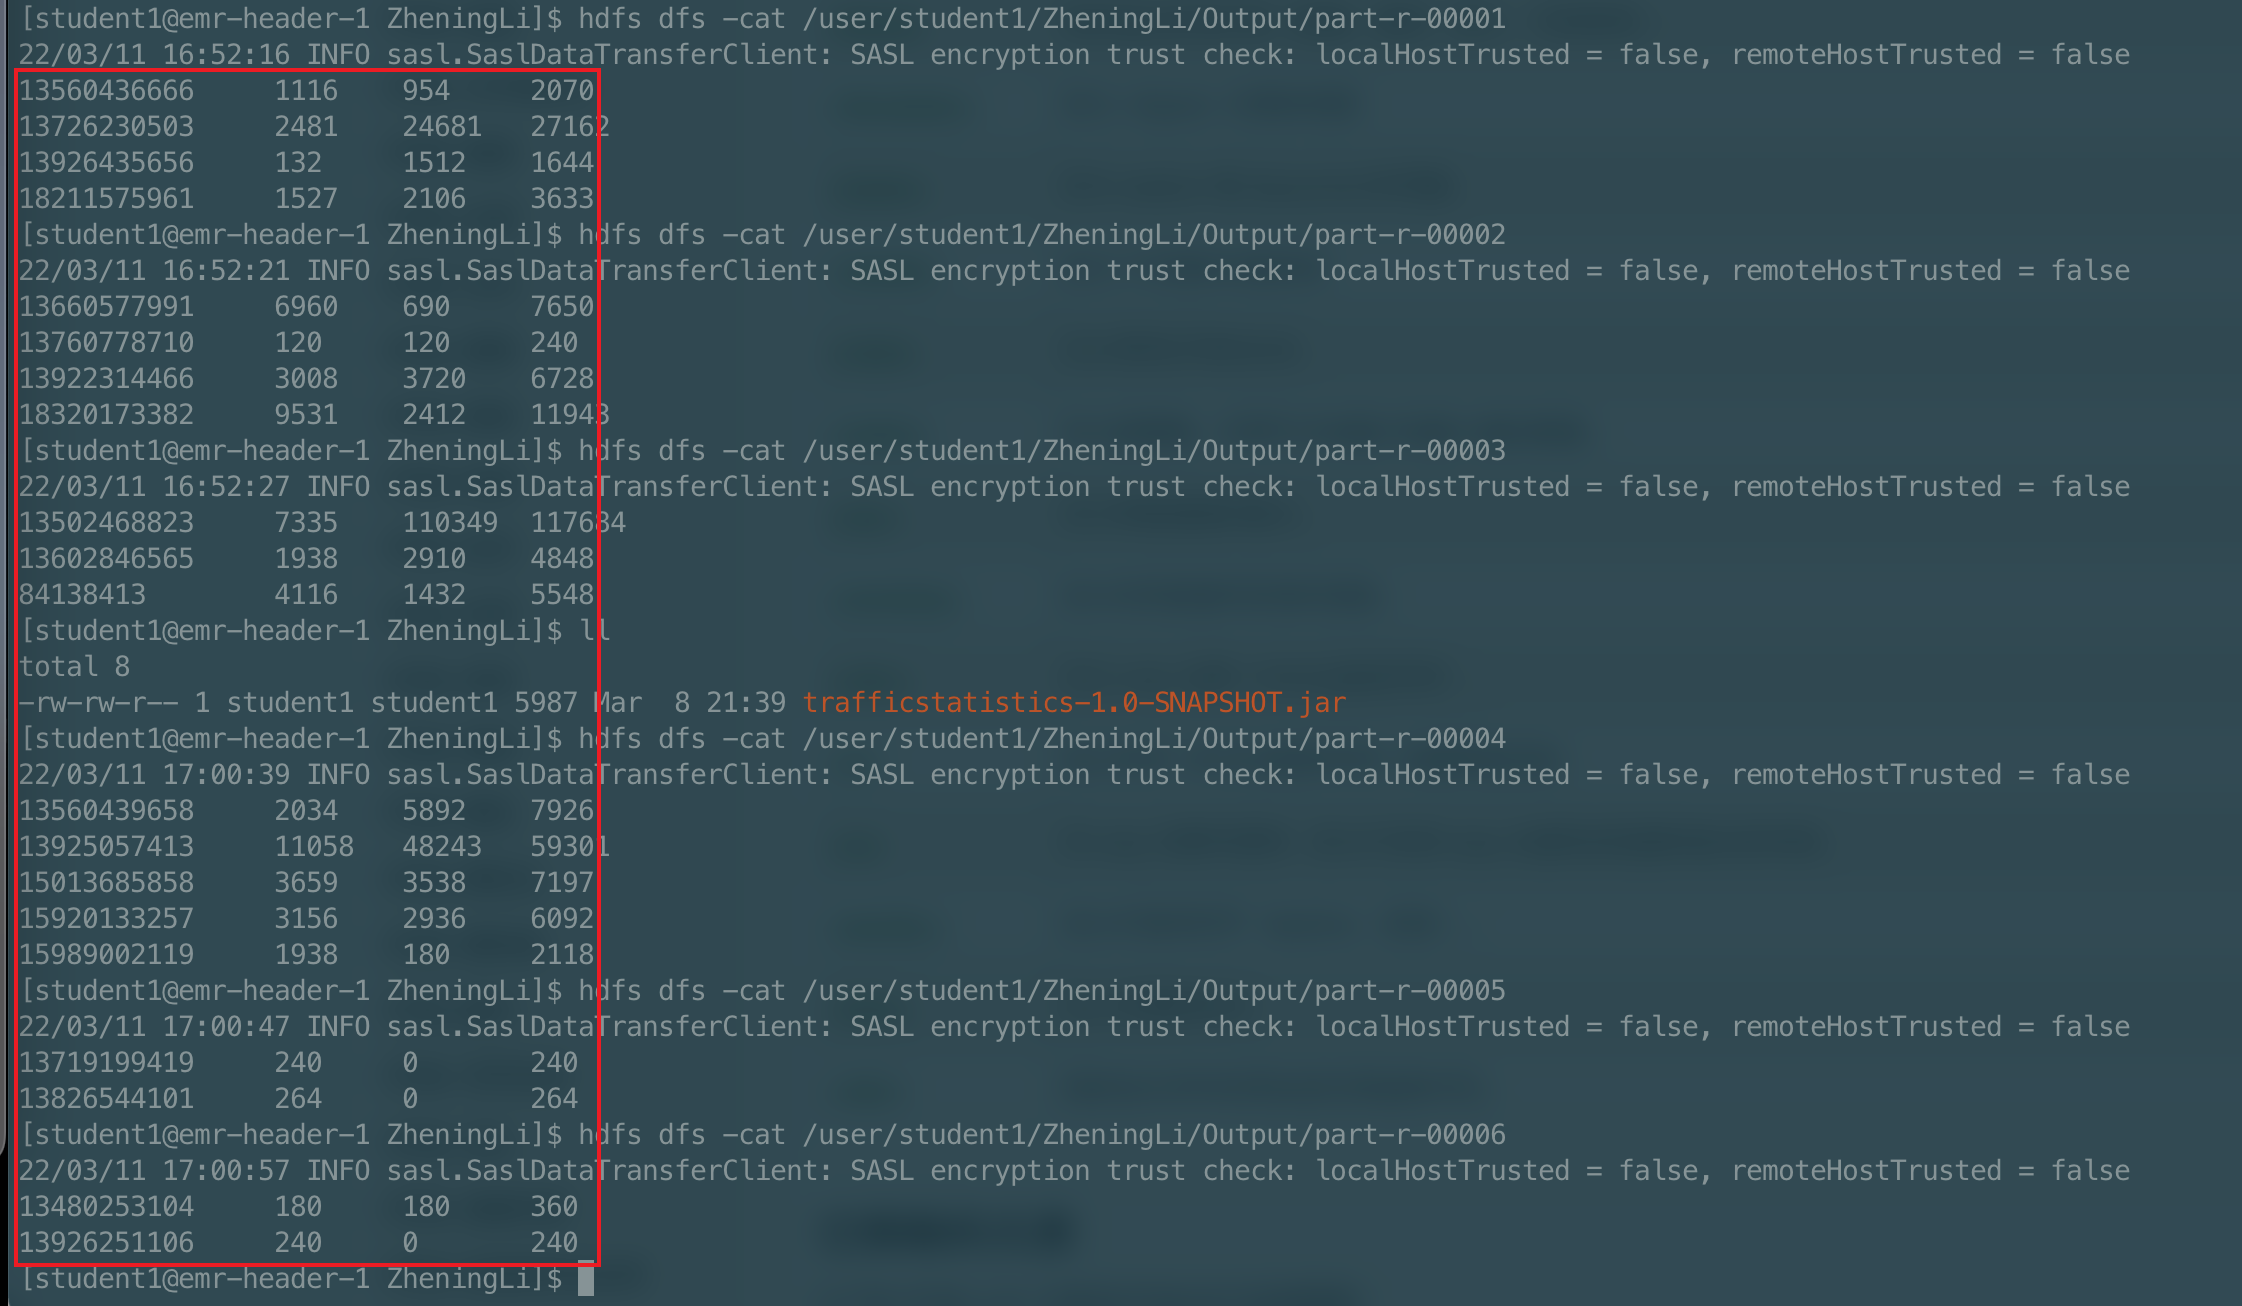 [student1@emr-header-1 ZheningLi]$ hdfs dfs -cat /user/student1/ZheningLi/Output/part-r-00001
22/03/11 16:52:16 INFO sasl.SaslDataTransferClient: SASL encryption trust check: localHostTrusted = false, remoteHostTrusted = false
13560436666 1116 954 2070
13726230503 2481 24681 27162
13926435656 132 1512 1644
18211575961 1527 2106 3633
[student1@emr-header-1 ZheningLi]$ hdfs dfs -cat /user/student1/ZheningLi/Output/part-r-00002
22/03/11 16:52:21 INFO sasl.SaslDataTransferClient: SASL encryption trust check: localHostTrusted = false, remoteHostTrusted = false
13660577991 6960 690 7650
13760778710 120 120 240
13922314466 3008 3720 6728
18320173382 9531 2412 11943
[student1@emr-header-1 ZheningLi]$ hdfs dfs -cat /user/student1/ZheningLi/Output/part-r-00003
22/03/11 16:52:27 INFO sasl.SaslDataTransferClient: SASL encryption trust check: localHostTrusted = false, remoteHostTrusted = false
13502468823 7335 110349 117684
13602846565 1938 2910 4848
84138413 4116 1432 5548
[student1@emr-header-1 ZheningLi]$ ll
total 8
-rw-rw-r-- 1 student1 student1 5987 Mar  8 21:39 trafficstatistics-1.0-SNAPSHOT.jar
[student1@emr-header-1 ZheningLi]$ hdfs dfs -cat /user/student1/ZheningLi/Output/part-r-00004
22/03/11 17:00:39 INFO sasl.SaslDataTransferClient: SASL encryption trust check: localHostTrusted = false, remoteHostTrusted = false
13560439658 2034 5892 7926
13925057413 11058 48243 59301
15013685858 3659 3538 7197
15920133257 3156 2936 6092
15989002119 1938 180 2118
[student1@emr-header-1 ZheningLi]$ hdfs dfs -cat /user/student1/ZheningLi/Output/part-r-00005
22/03/11 17:00:47 INFO sasl.SaslDataTransferClient: SASL encryption trust check: localHostTrusted = false, remoteHostTrusted = false
13719199419 240 0 240
13826544101 264 0 264
[student1@emr-header-1 ZheningLi]$ hdfs dfs -cat /user/student1/ZheningLi/Output/part-r-00006
22/03/11 17:00:57 INFO sasl.SaslDataTransferClient: SASL encryption trust check: localHostTrusted = false, remoteHostTrusted = false
13480253104 180 180 360
13926251106 240 0 240
[student1@emr-header-1 ZheningLi]$